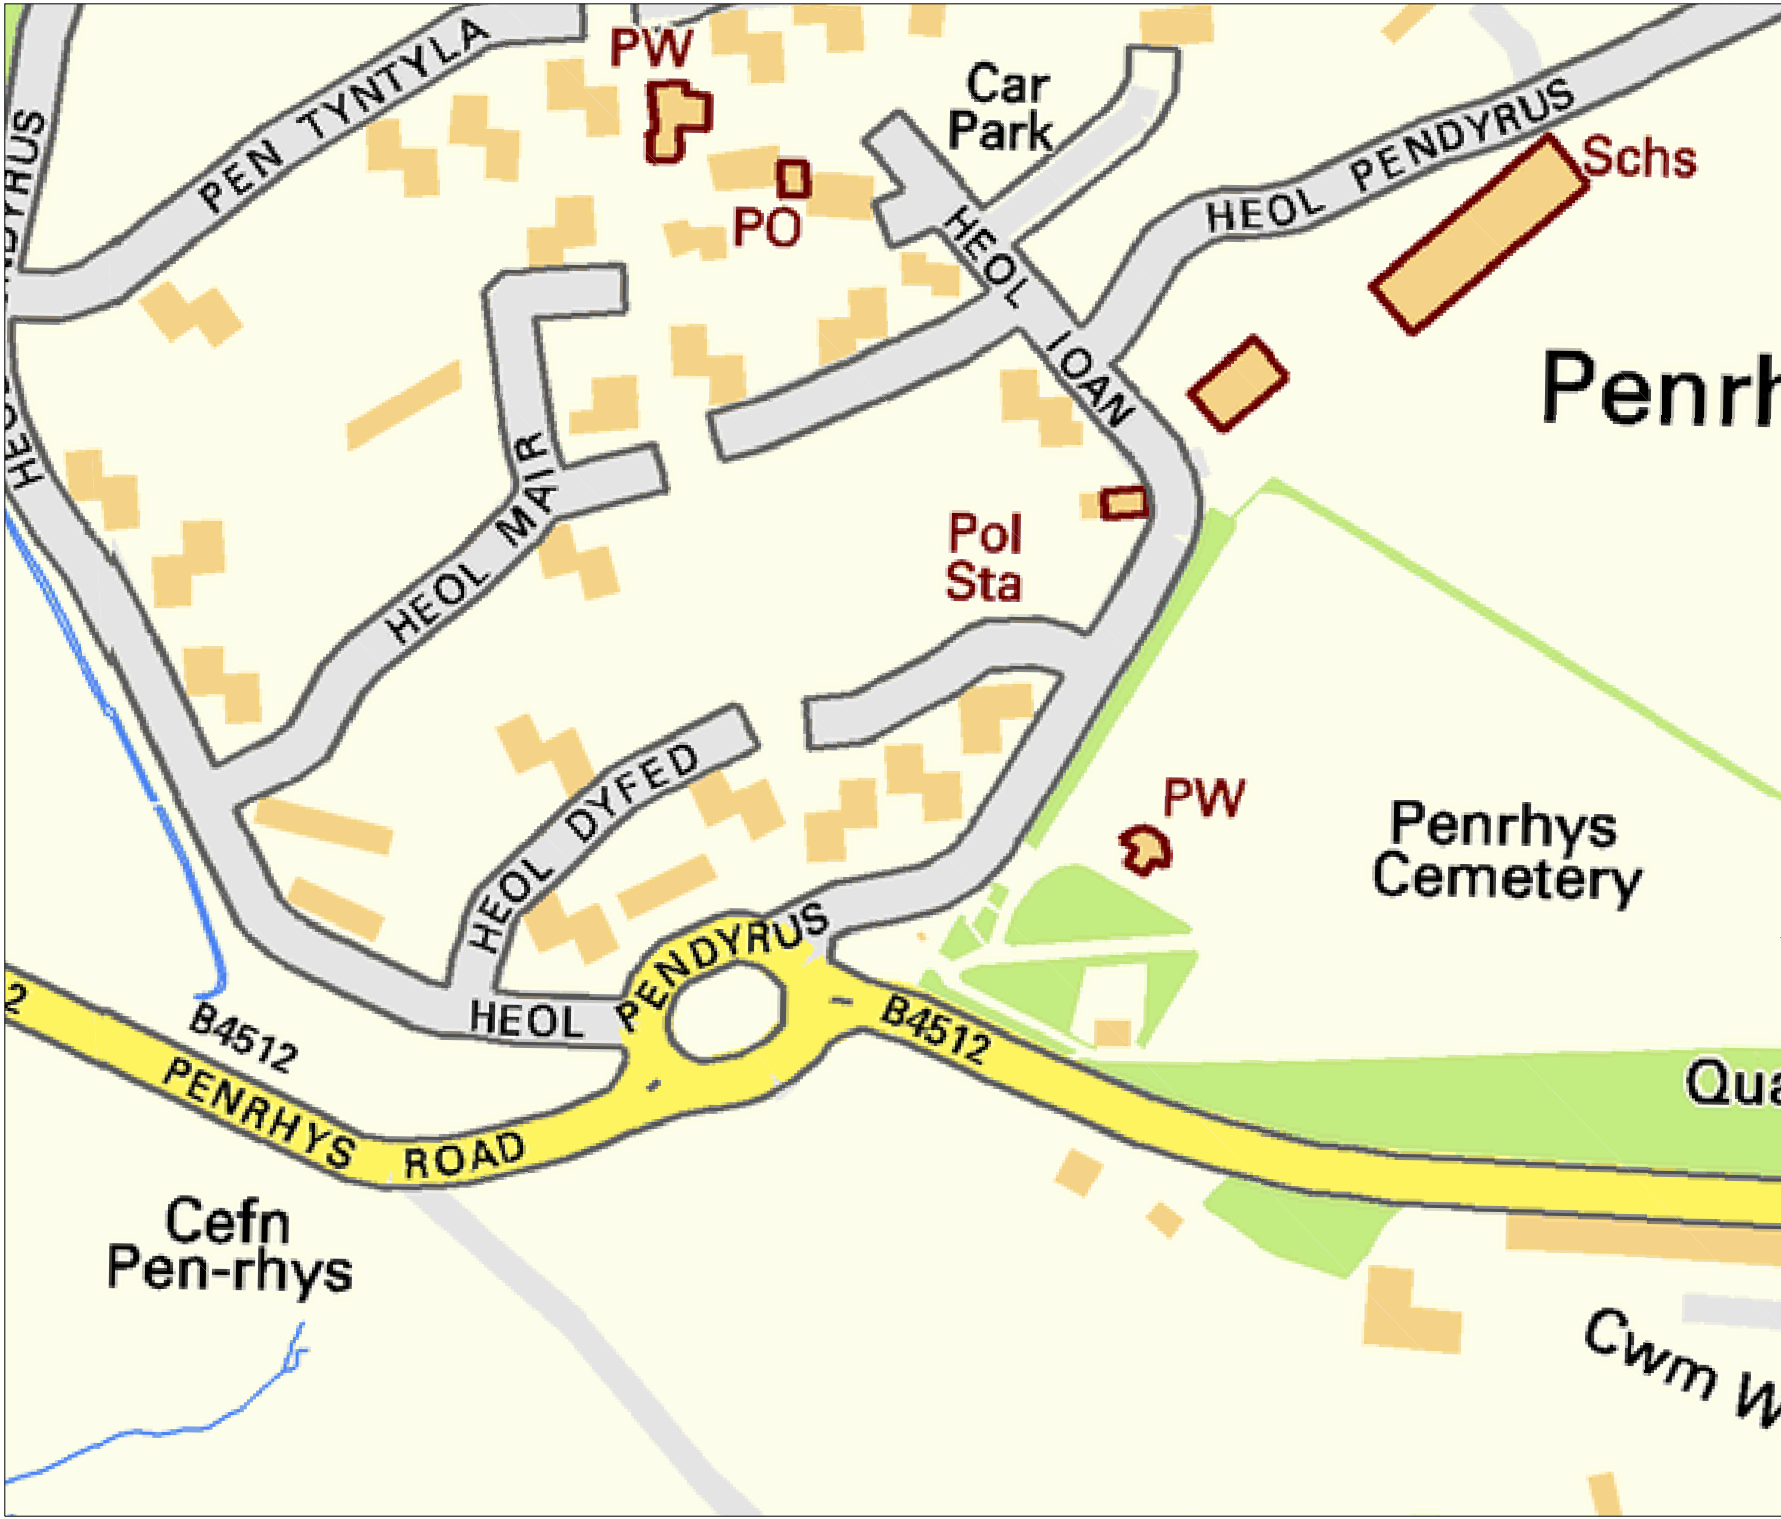 PEN TYNTYLA
PW
Car
Park
HEOL PENDYRUS
Schs
PO
HEOL IOAN
Penrh
HEOL MAIR
Pol
Sta
HEOL DYFED
PW
Penrhys
Cemetery
HEOL PENDYRUS
2
B4512
B4512
PENRHYS ROAD
Qua
Cefn
Pen-rhys
Cwm W